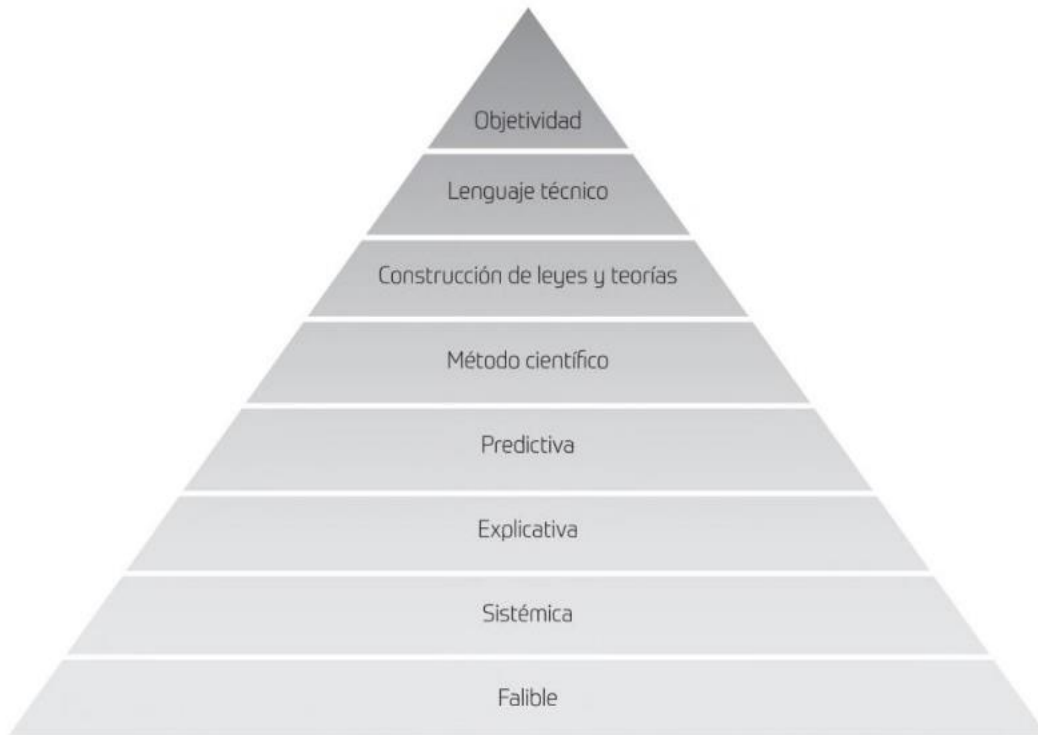 Objetividad
Lenguaje técnico
Construcción de leyes y teorías
Método científico
Predictiva
Explicativa
Sistémica
Falible